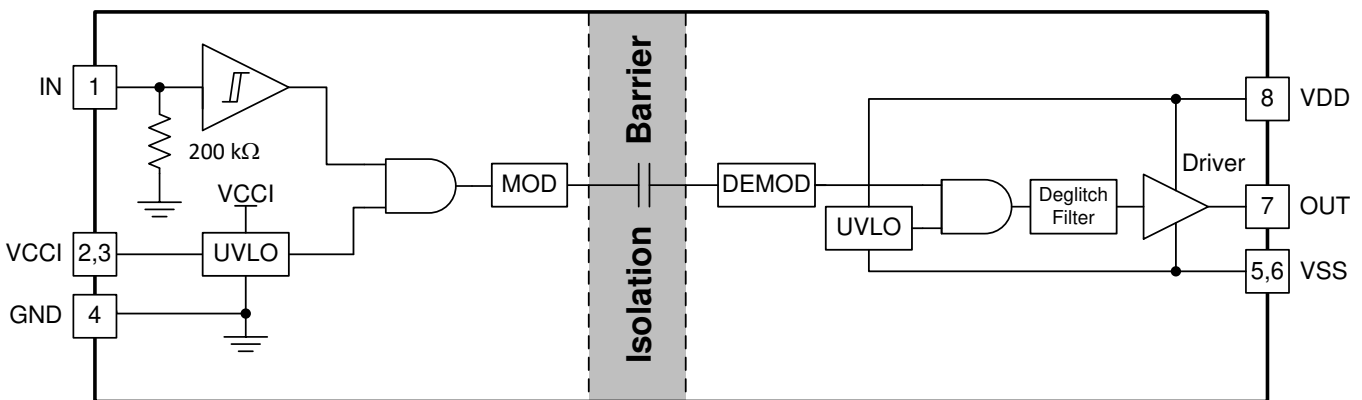 IN
1
200 kΩ
VCCI
VCCI
2,3
UVLO
GND
4
MOD
Isolation Barrier
DEMOD
UVLO
Deglitch
Filter
Driver
8
VDD
7
OUT
5,6
VSS